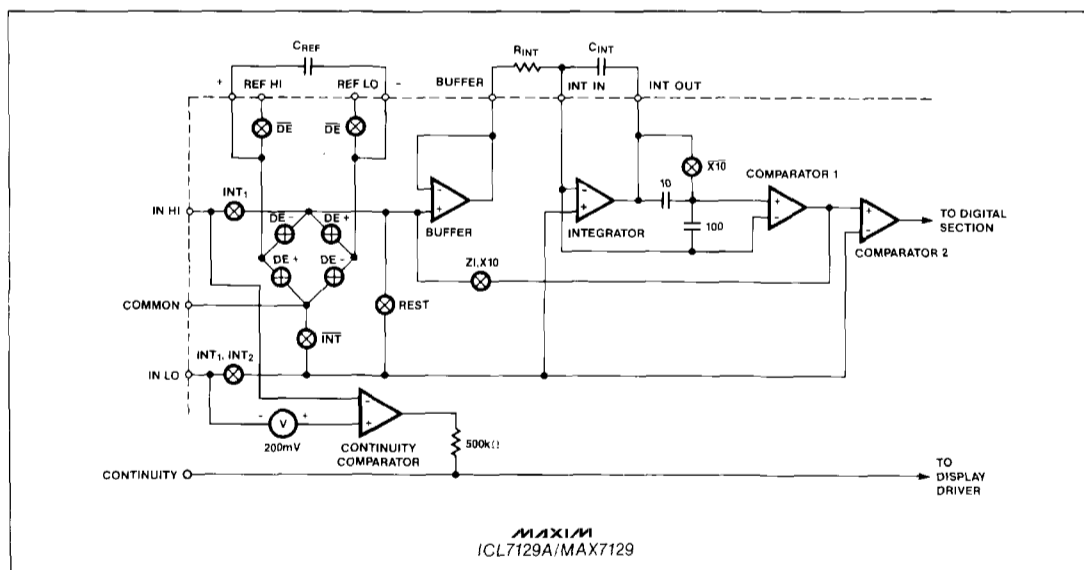 CREF
RINT
CINT
+ REF HI REF LO - BUFFER INT IN INT OUT
DE DE
X10
COMPARATOR 1
INT1
10
IN HI
DE - DE +
- +
- +
+ -
+ -
TO DIGITAL SECTION
BUFFER
INTEGRATOR
100
COMPARATOR 2
DE + DE -
ZI, X10
COMMON
REST
INT
INT1, INT2
IN LO
- V +
200mV
- +
500kΩ
CONTINUITY COMPARATOR
CONTINUITY
TO DISPLAY DRIVER
MAXIM
ICL7129A/MAX7129